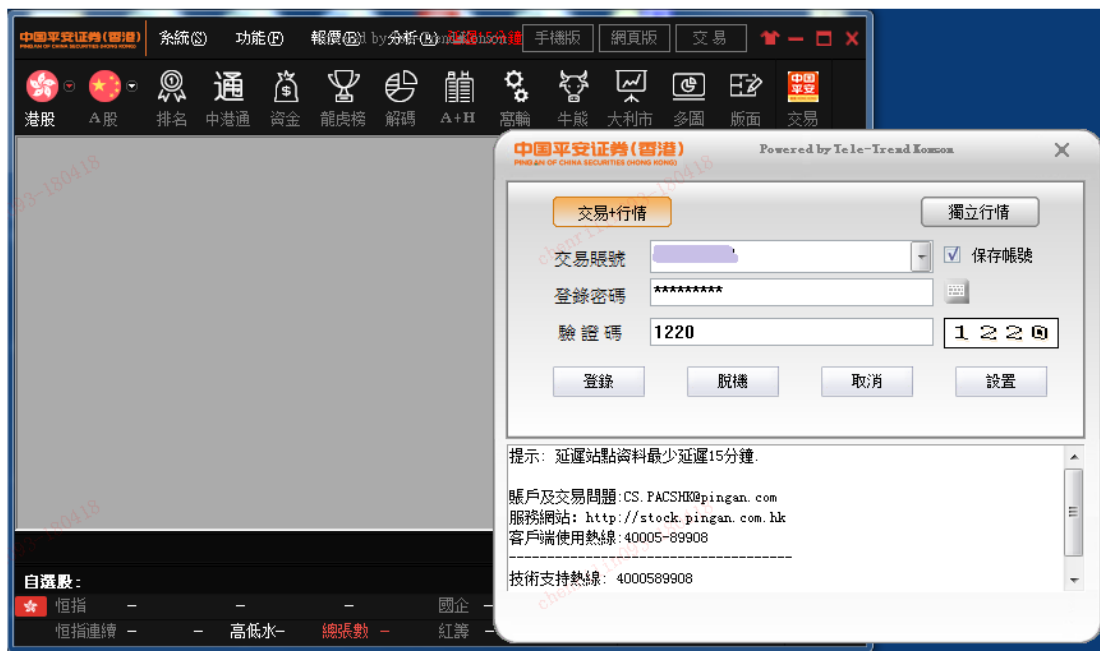 中国平安证券(香港)
PING AN OF CHINA SECURITIES (HONG KONG)
系統(S) 功能(F) 報價(Q) 分析(A) 延遲15分鐘 手機版 網頁版 交易
港股 A股 排名 中港通 资金 龍虎榜 解碼 A+H 窩輪 牛熊 大利市 多圖 版面 交易
通
中国
平安
中国平安证券(香港)
PING AN OF CHINA SECURITIES (HONG KONG)
Powered by Tele-Trend Konson
交易+行情 獨立行情
交易賬號 保存帳號
登錄密碼 *********
驗證碼 1220 1220
登錄 脫機 取消 設置
提示: 延遲站點資料最少延遲15分鐘.
賬戶及交易問題:CS.PACSHK@pingan.com
服務網站: http://stock.pingan.com.hk
客戶端使用熱線:40005-89908
-------------------------------------
技術支持熱線: 4000589908
自選股:
恒指 - - - 國企 -
恒指連續 - - 高低水- 總張數 - 紅籌 -